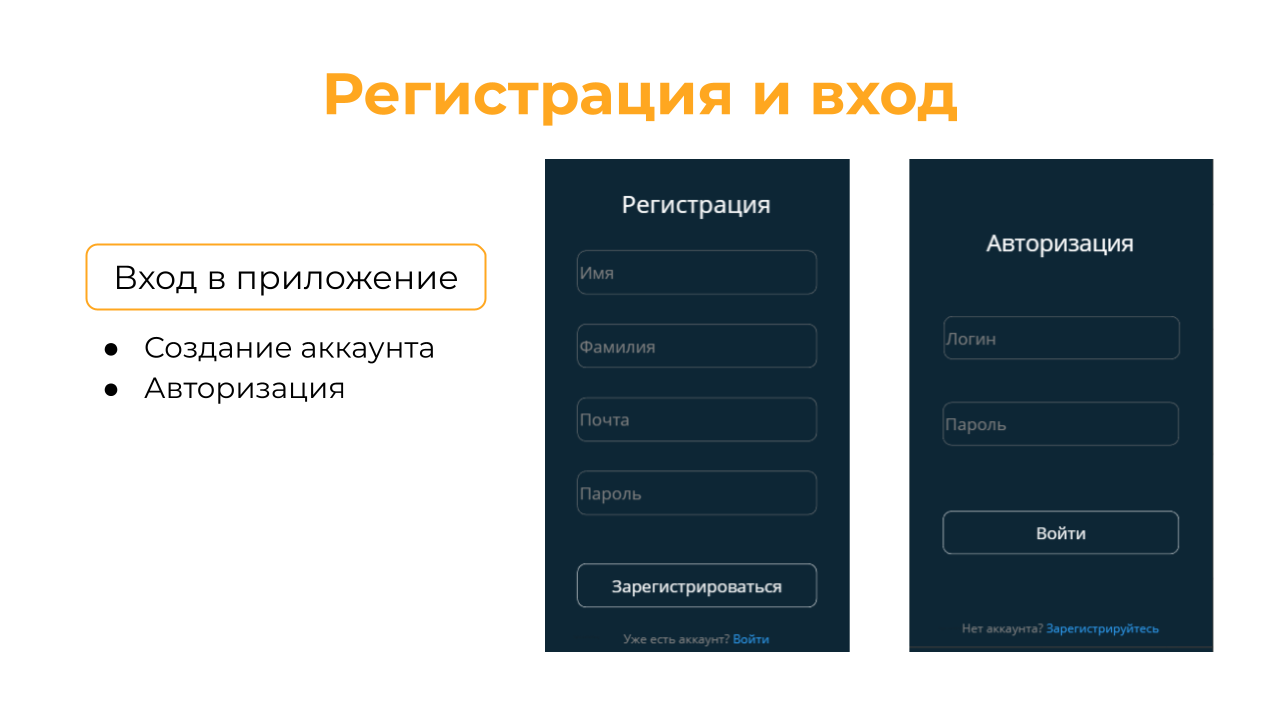 Регистрация и вход
Вход в приложение
● Создание аккаунта
● Авторизация
Регистрация
Имя
Фамилия
Почта
Пароль
Зарегистрироваться
Уже есть аккаунт? Войти
Авторизация
Логин
Пароль
Войти
Нет аккаунта? Зарегистрируйтесь